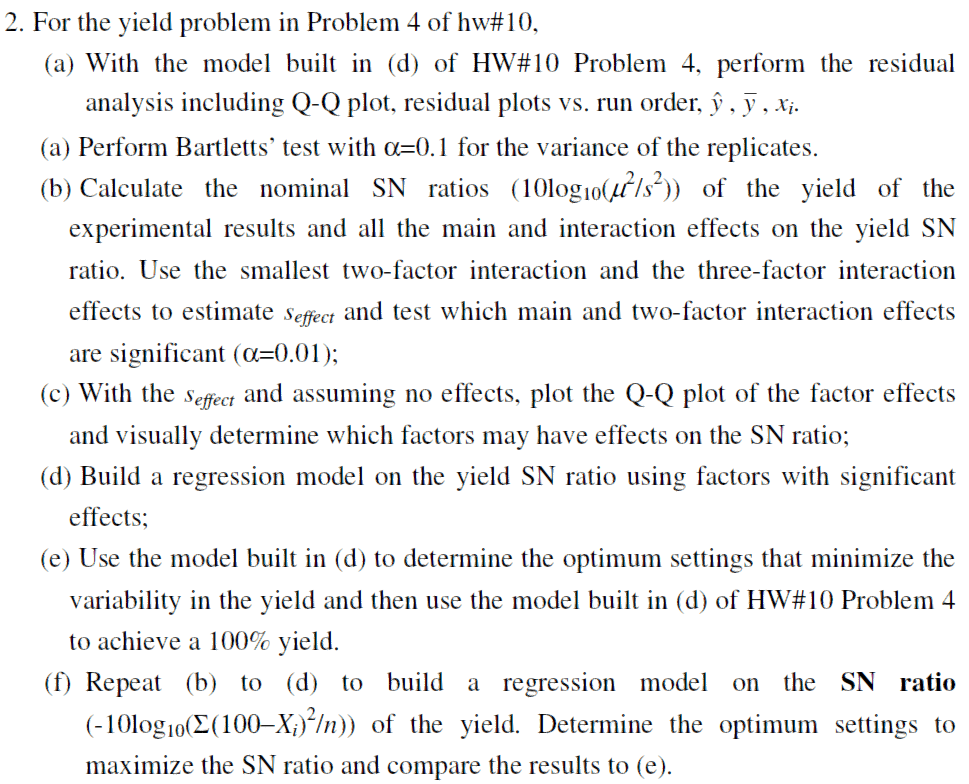 2. For the yield problem in Problem 4 of hw#10,
(a) With the model built in (d) of HW#10 Problem 4, perform the residual
analysis including Q-Q plot, residual plots vs. run order, ŷ , y̅ , xᵢ.
(a) Perform Bartletts’ test with α=0.1 for the variance of the replicates.
(b) Calculate the nominal SN ratios (10log₁₀(μ²/s²)) of the yield of the
experimental results and all the main and interaction effects on the yield SN
ratio. Use the smallest two-factor interaction and the three-factor interaction
effects to estimate s_effect and test which main and two-factor interaction effects
are significant (α=0.01);
(c) With the s_effect and assuming no effects, plot the Q-Q plot of the factor effects
and visually determine which factors may have effects on the SN ratio;
(d) Build a regression model on the yield SN ratio using factors with significant
effects;
(e) Use the model built in (d) to determine the optimum settings that minimize the
variability in the yield and then use the model built in (d) of HW#10 Problem 4
to achieve a 100% yield.
(f) Repeat (b) to (d) to build a regression model on the SN ratio
(-10log₁₀(Σ(100–Xᵢ)²/n)) of the yield. Determine the optimum settings to
maximize the SN ratio and compare the results to (e).